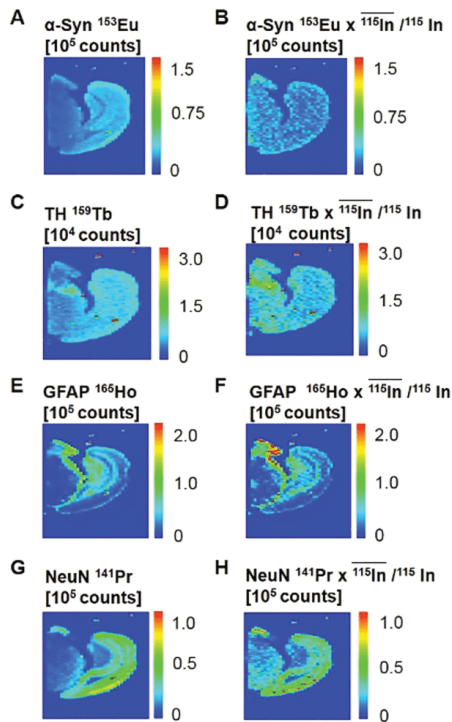 A
α-Syn ¹⁵³Eu
[10⁵ counts]
1.5
0.75
0
B
α-Syn ¹⁵³Eu x ¹¹⁵In /¹¹⁵ In
[10⁵ counts]
1.5
0.75
0
C
TH ¹⁵⁹Tb
[10⁴ counts]
3.0
1.5
0
D
TH ¹⁵⁹Tb x ¹¹⁵In /¹¹⁵ In
[10⁴ counts]
3.0
1.5
0
E
GFAP ¹⁶⁵Ho
[10⁵ counts]
2.0
1.0
0
F
GFAP ¹⁶⁵Ho x ¹¹⁵In /¹¹⁵ In
[10⁵ counts]
2.0
1.0
0
G
NeuN ¹⁴¹Pr
[10⁵ counts]
1.0
0.5
0
H
NeuN ¹⁴¹Pr x ¹¹⁵In /¹¹⁵ In
[10⁵ counts]
1.0
0.5
0